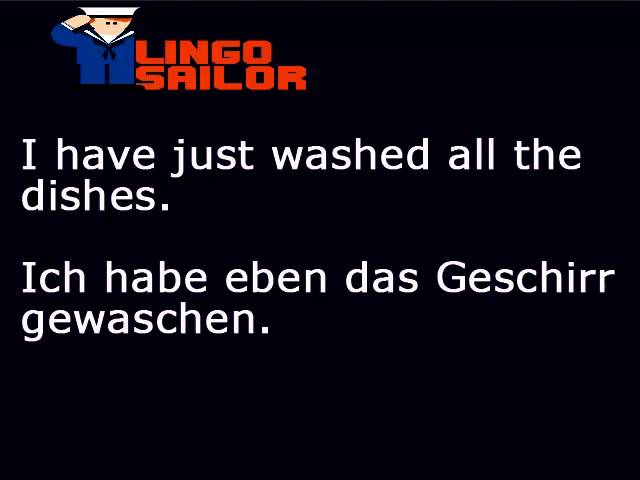 LINGO
SAILOR
I have just washed all the
dishes.
Ich habe eben das Geschirr
gewaschen.